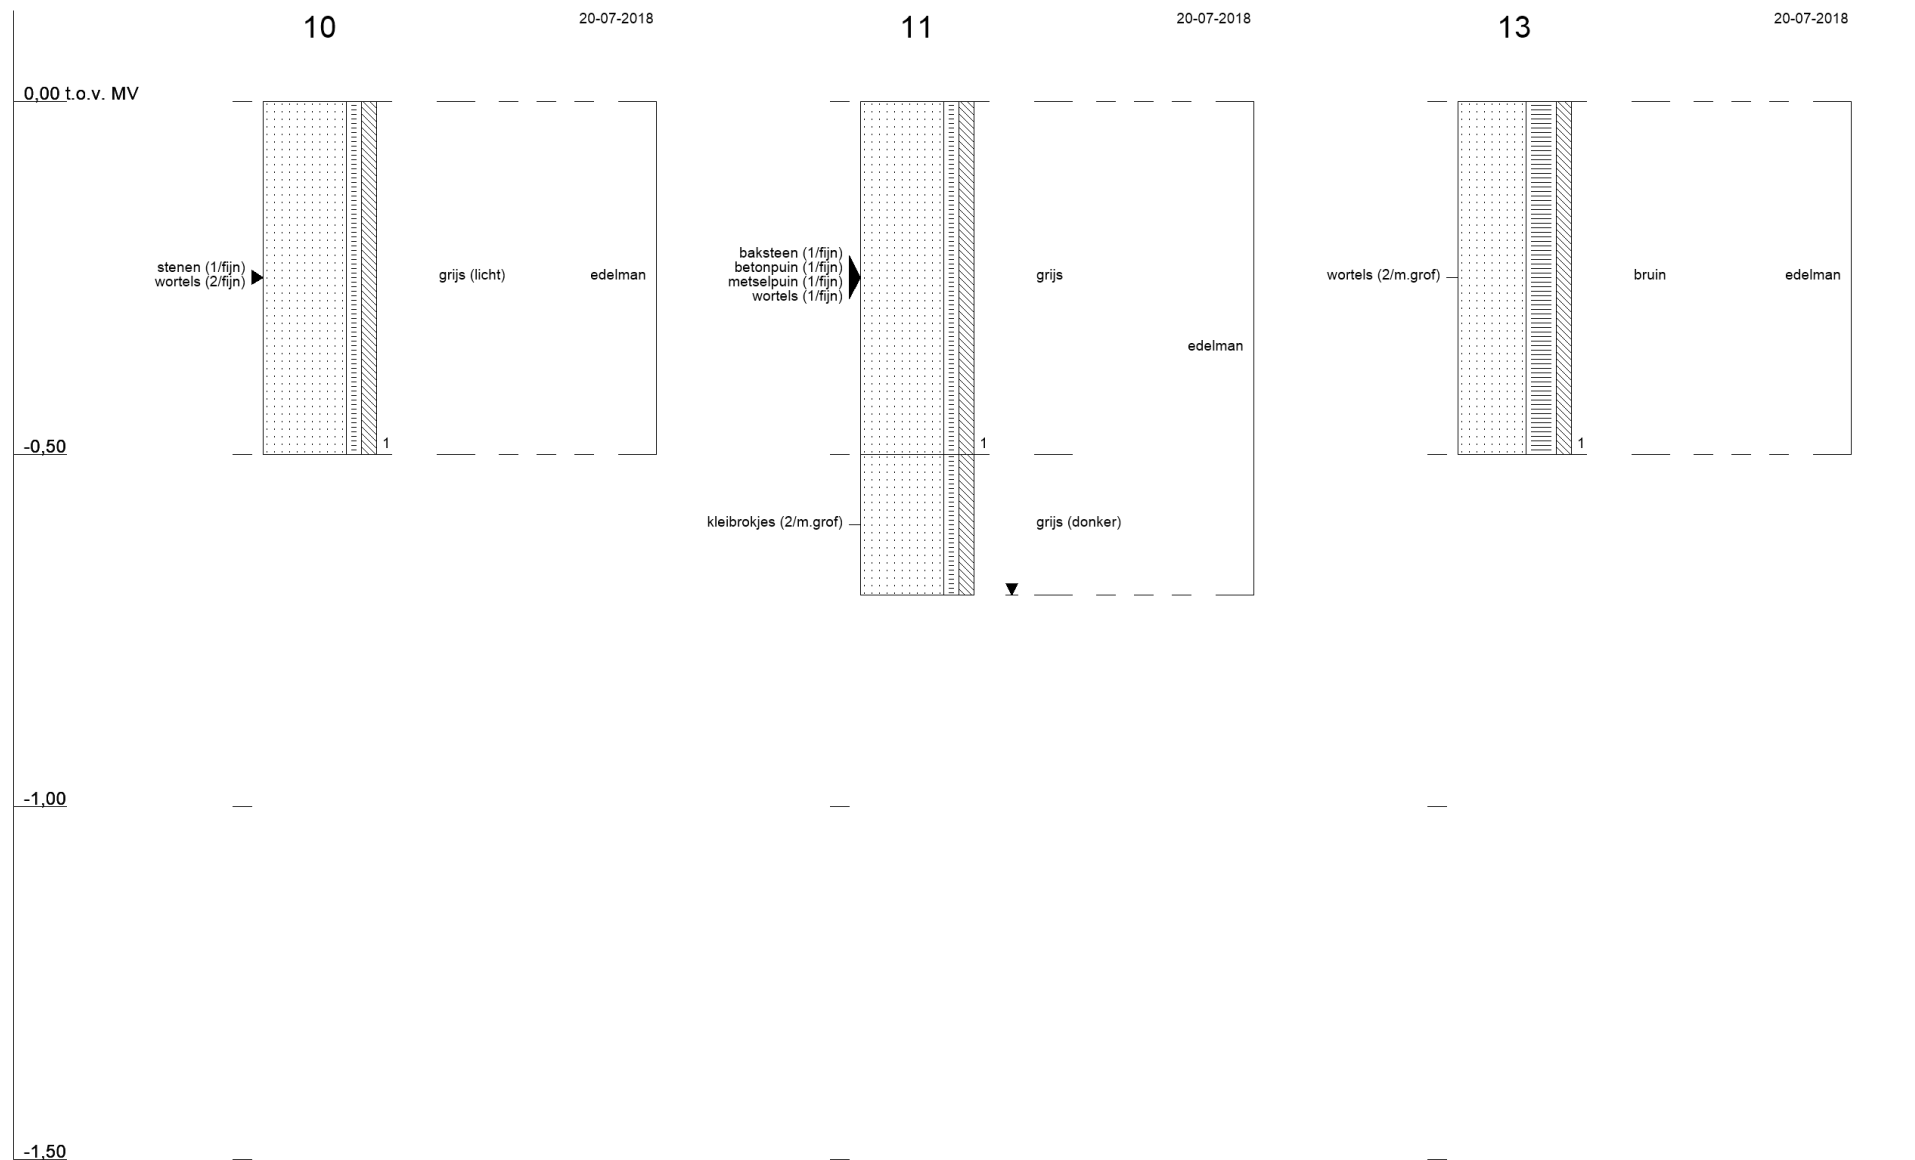 10
20-07-2018
11
20-07-2018
13
20-07-2018
0,00 t.o.v. MV
stenen (1/fijn)
wortels (2/fijn)
grijs (licht)
edelman
1
baksteen (1/fijn)
betonpuin (1/fijn)
metselpuin (1/fijn)
wortels (1/fijn)
grijs
edelman
1
kleibrokjes (2/m.grof)
grijs (donker)
wortels (2/m.grof)
bruin
edelman
1
-0,50
-1,00
-1,50